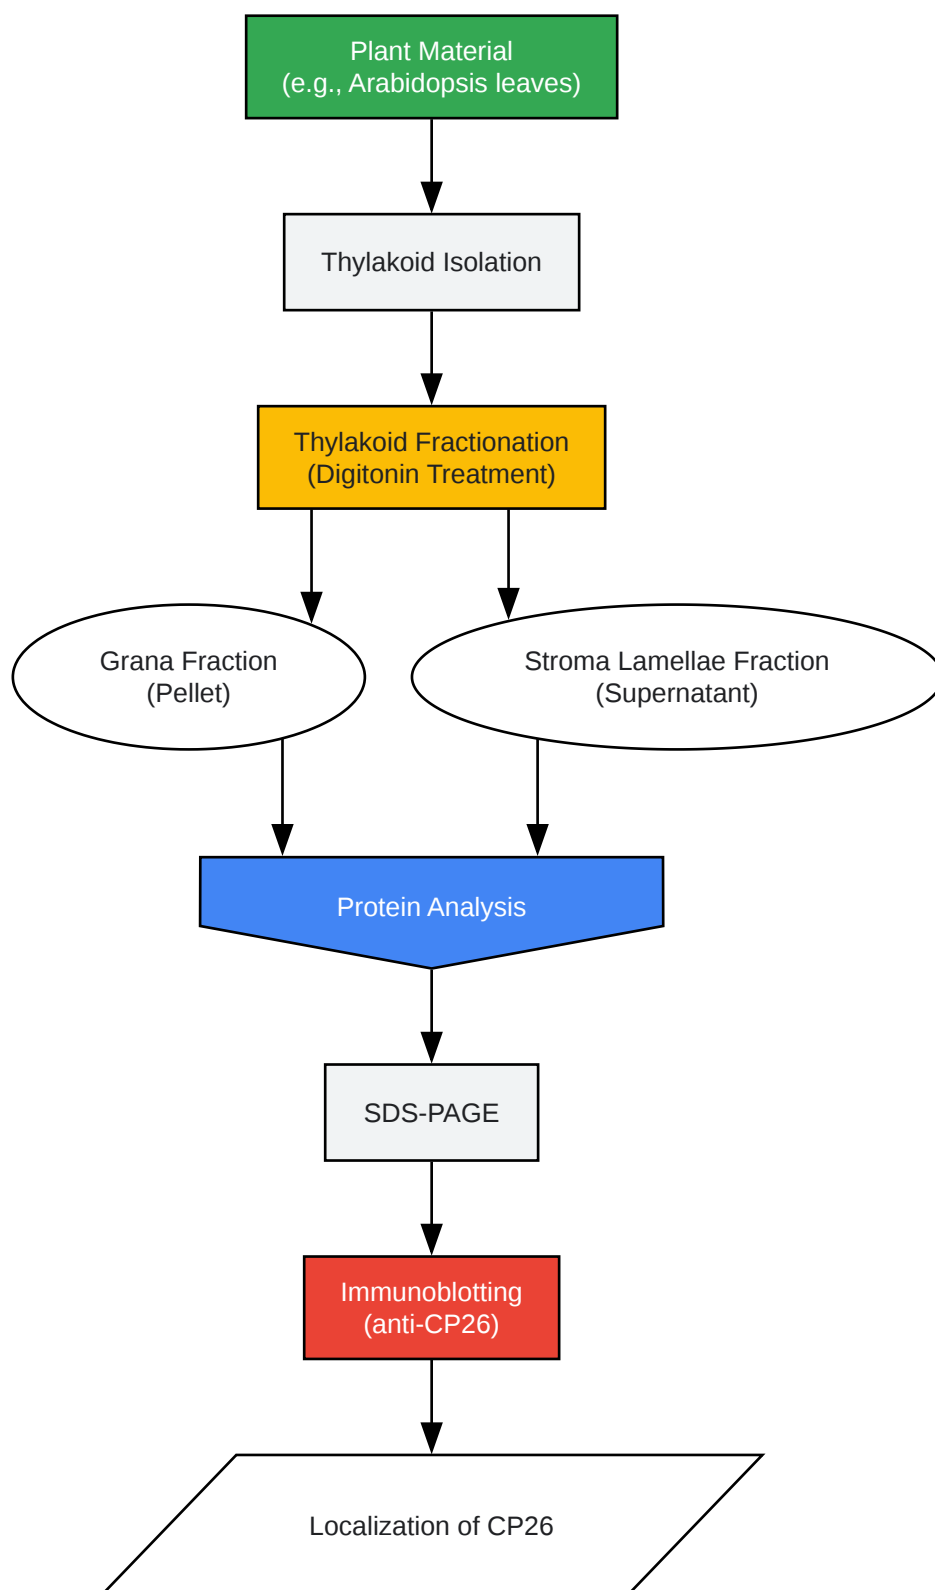 Plant Material
(e.g., Arabidopsis leaves)
Thylakoid Isolation
Thylakoid Fractionation
(Digitonin Treatment)
Grana Fraction
(Pellet)
Stroma Lamellae Fraction
(Supernatant)
Protein Analysis
SDS-PAGE
Immunoblotting
(anti-CP26)
Localization of CP26